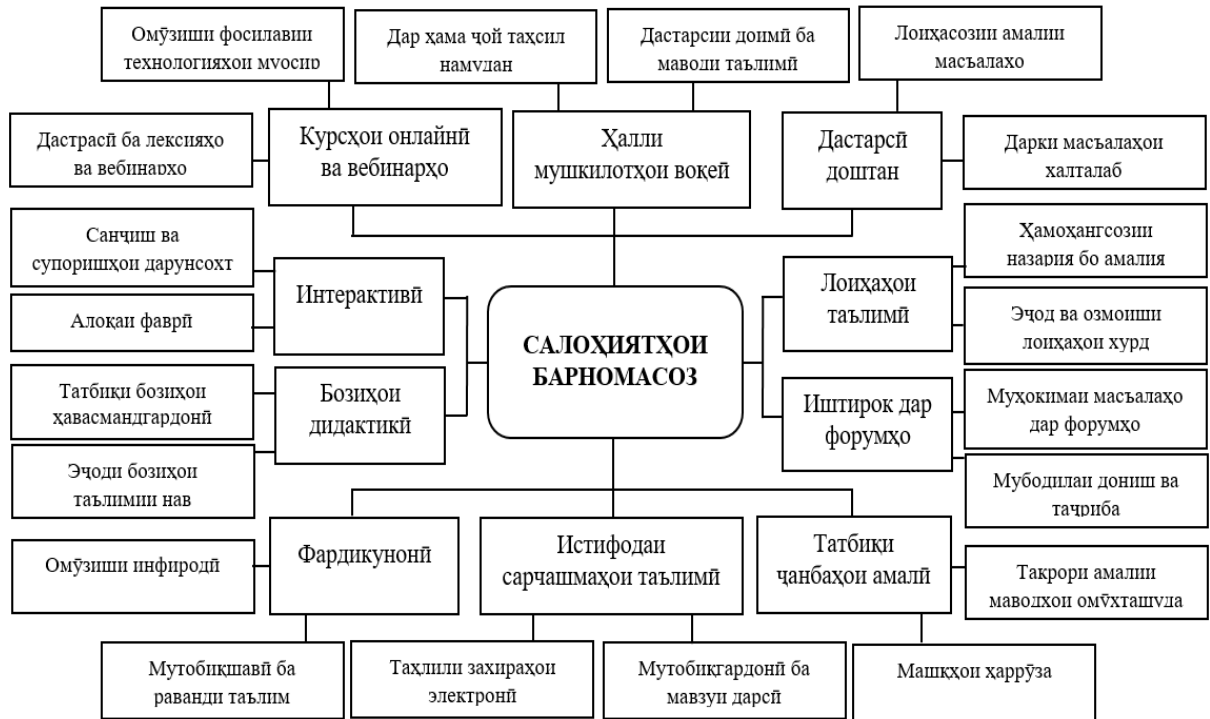 Омӯзиши фосилавии
технологияҳои муосир
Дар ҳама ҷой таҳсил
намудан
Дастарсии доимӣ ба
маводи таълимӣ
Лоиҳасозии амалии
масъалаҳо
Дастрасӣ ба лексияҳо
ва вебинарҳо
Курсҳои онлайнӣ
ва вебинарҳо
Ҳалли
мушкилотҳои воқеӣ
Дастарсӣ
доштан
Дарки масъалаҳои
халталаб
Санҷиш ва
супоришҳои дарунсохт
Интерактивӣ
Алоқаи фаврӣ
САЛОҲИЯТҲОИ
БАРНОМАСОЗ
Лоиҳаҳои
таълимӣ
Ҳамоҳангсозии
назария бо амалия
Эҷод ва озмоиши
лоиҳаҳои хурд
Татбиқи бозиҳои
ҳавасмандгардонӣ
Бозиҳои
дидактикӣ
Эҷоди бозиҳои
таълимии нав
Иштирок дар
форумҳо
Муҳокимаи масъалаҳо
дар форумҳо
Мубодилаи дониш ва
таҷриба
Омӯзиши инфиродӣ
Фардикунонӣ
Истифодаи
сарчашмаҳои таълимӣ
Татбиқи
ҷанбаҳои амалӣ
Такрори амалии
маводҳои омӯхташуда
Мутобиқшавӣ ба
раванди таълим
Таҳлили захираҳои
электронӣ
Мутобиқгардонӣ ба
мавзуи дарсӣ
Машқҳои ҳаррӯза